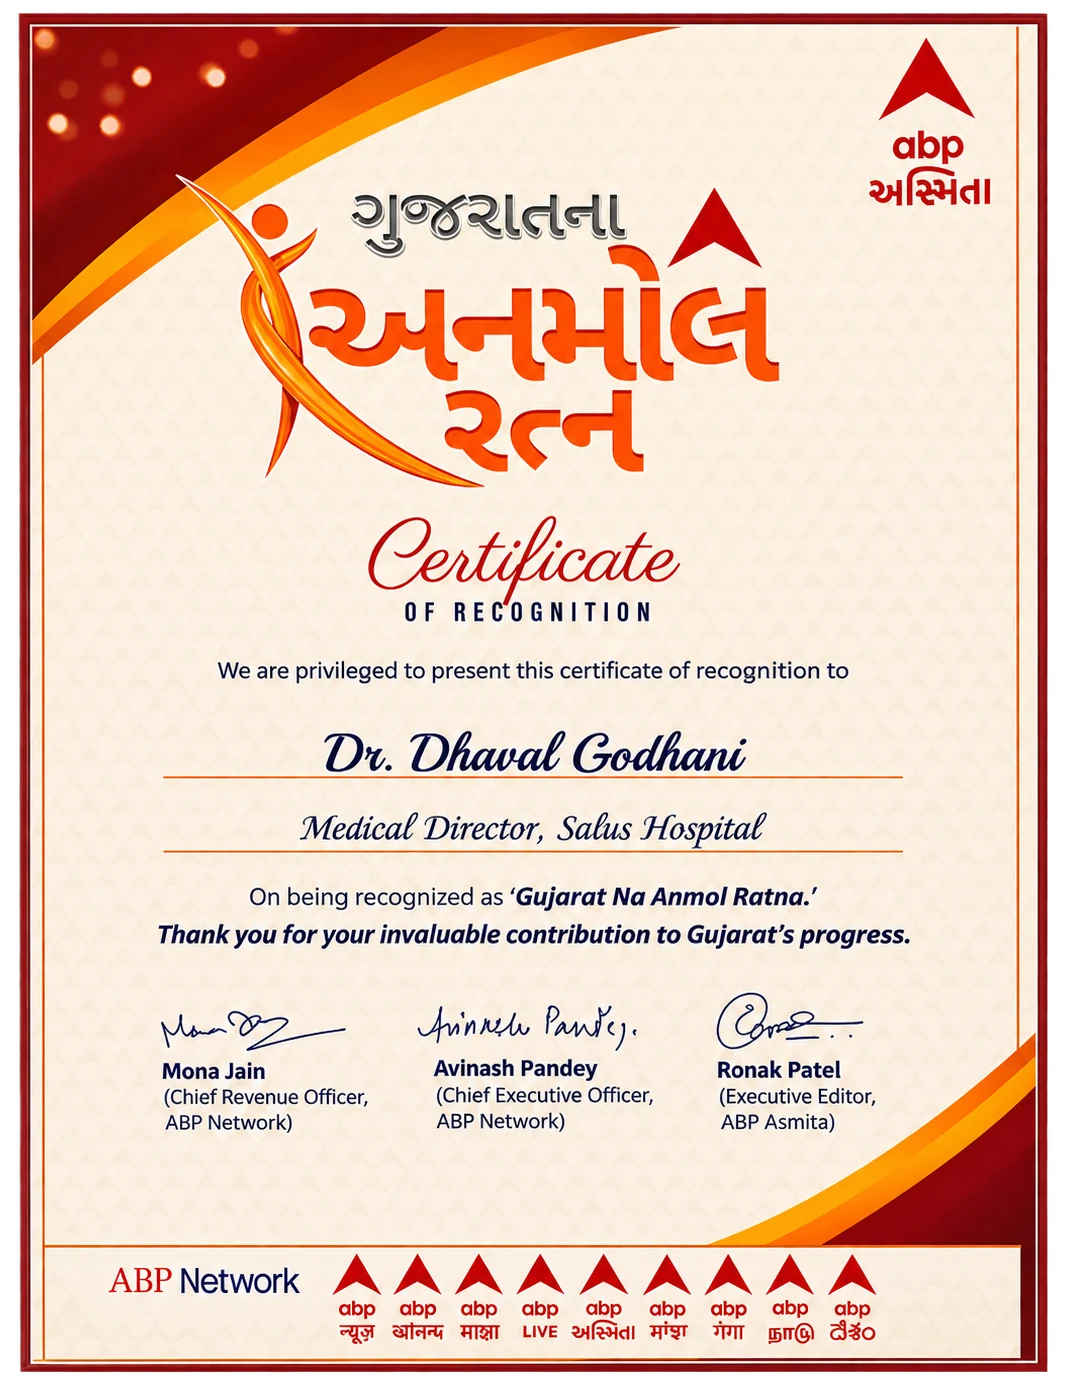 abp
અસ્મિતા
ગુજરાતના
અનમોલ
રત્ન
Certificate
OF RECOGNITION
We are privileged to present this certificate of recognition to
Dr. Dhaval Godhani
Medical Director, Salus Hospital
On being recognized as ‘Gujarat Na Anmol Ratna.’
Thank you for your invaluable contribution to Gujarat’s progress.
Avinash Pandey.
Mona Jain
(Chief Revenue Officer,
ABP Network)
Avinash Pandey
(Chief Executive Officer,
ABP Network)
Ronak Patel
(Executive Editor,
ABP Asmita)
ABP Network
abp
न्यूज़
abp
abp
abp
LIVE
abp
અસ્મિતા
abp
abp
गंगा
abp
நாடு
abp